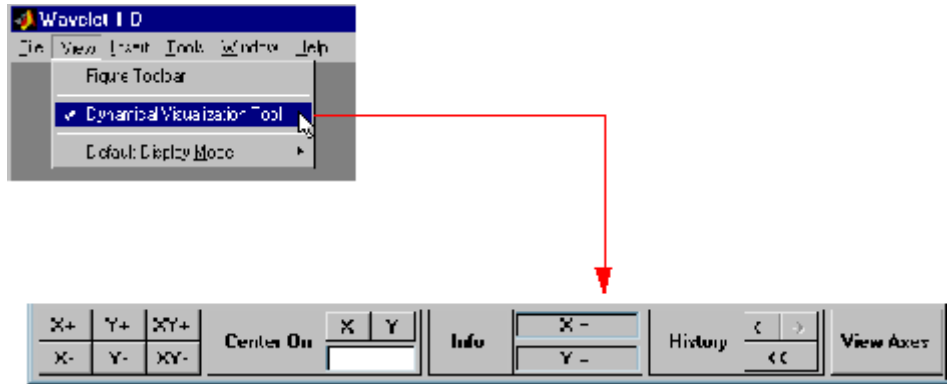 Wavelet 1-D
File View Insert Tools Window Help
Figure Toolbar
✔ Dynamical Visualization Tool
Default Display Mode
X+ Y+ XY+
X- Y- XY-
Center On X Y
Info X =
Y =
History < >
<<
View Axes